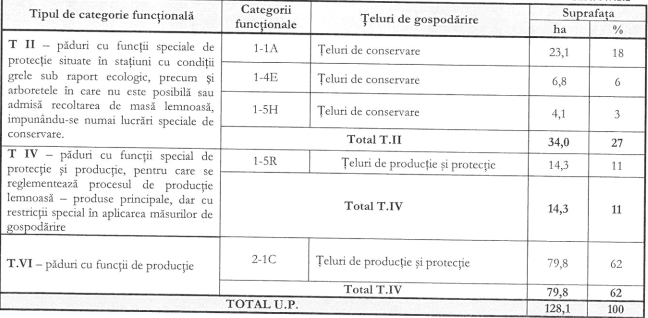 Tipul de categorie funcțională
Categorii
funcționale
Țeluri de gospodărire
Suprafața
ha
%
T II – păduri cu funcții speciale de
protecție situate în stațiuni cu condiții
grele sub raport ecologic, precum și
arboretele în care nu este posibilă sau
admisă recoltarea de masă lemnoasă,
impunându-se numai lucrări speciale de
conservare.
1-1A
Țeluri de conservare
23,1
18
1-4E
Țeluri de conservare
6,8
6
1-5H
Țeluri de conservare
4,1
3
Total T.II
34,0
27
T IV – păduri cu funcții special de
protecție și producție, pentru care se
reglementează procesul de producție
lemnoasă – produse principale, dar cu
restricții special în aplicarea măsurilor de
gospodărire
1-5R
Țeluri de producție și protecție
14,3
11
Total T.IV
14,3
11
T.VI – păduri cu funcții de producție
2-1C
Țeluri de producție și protecție
79,8
62
Total T.IV
79,8
62
TOTAL U.P.
128,1
100